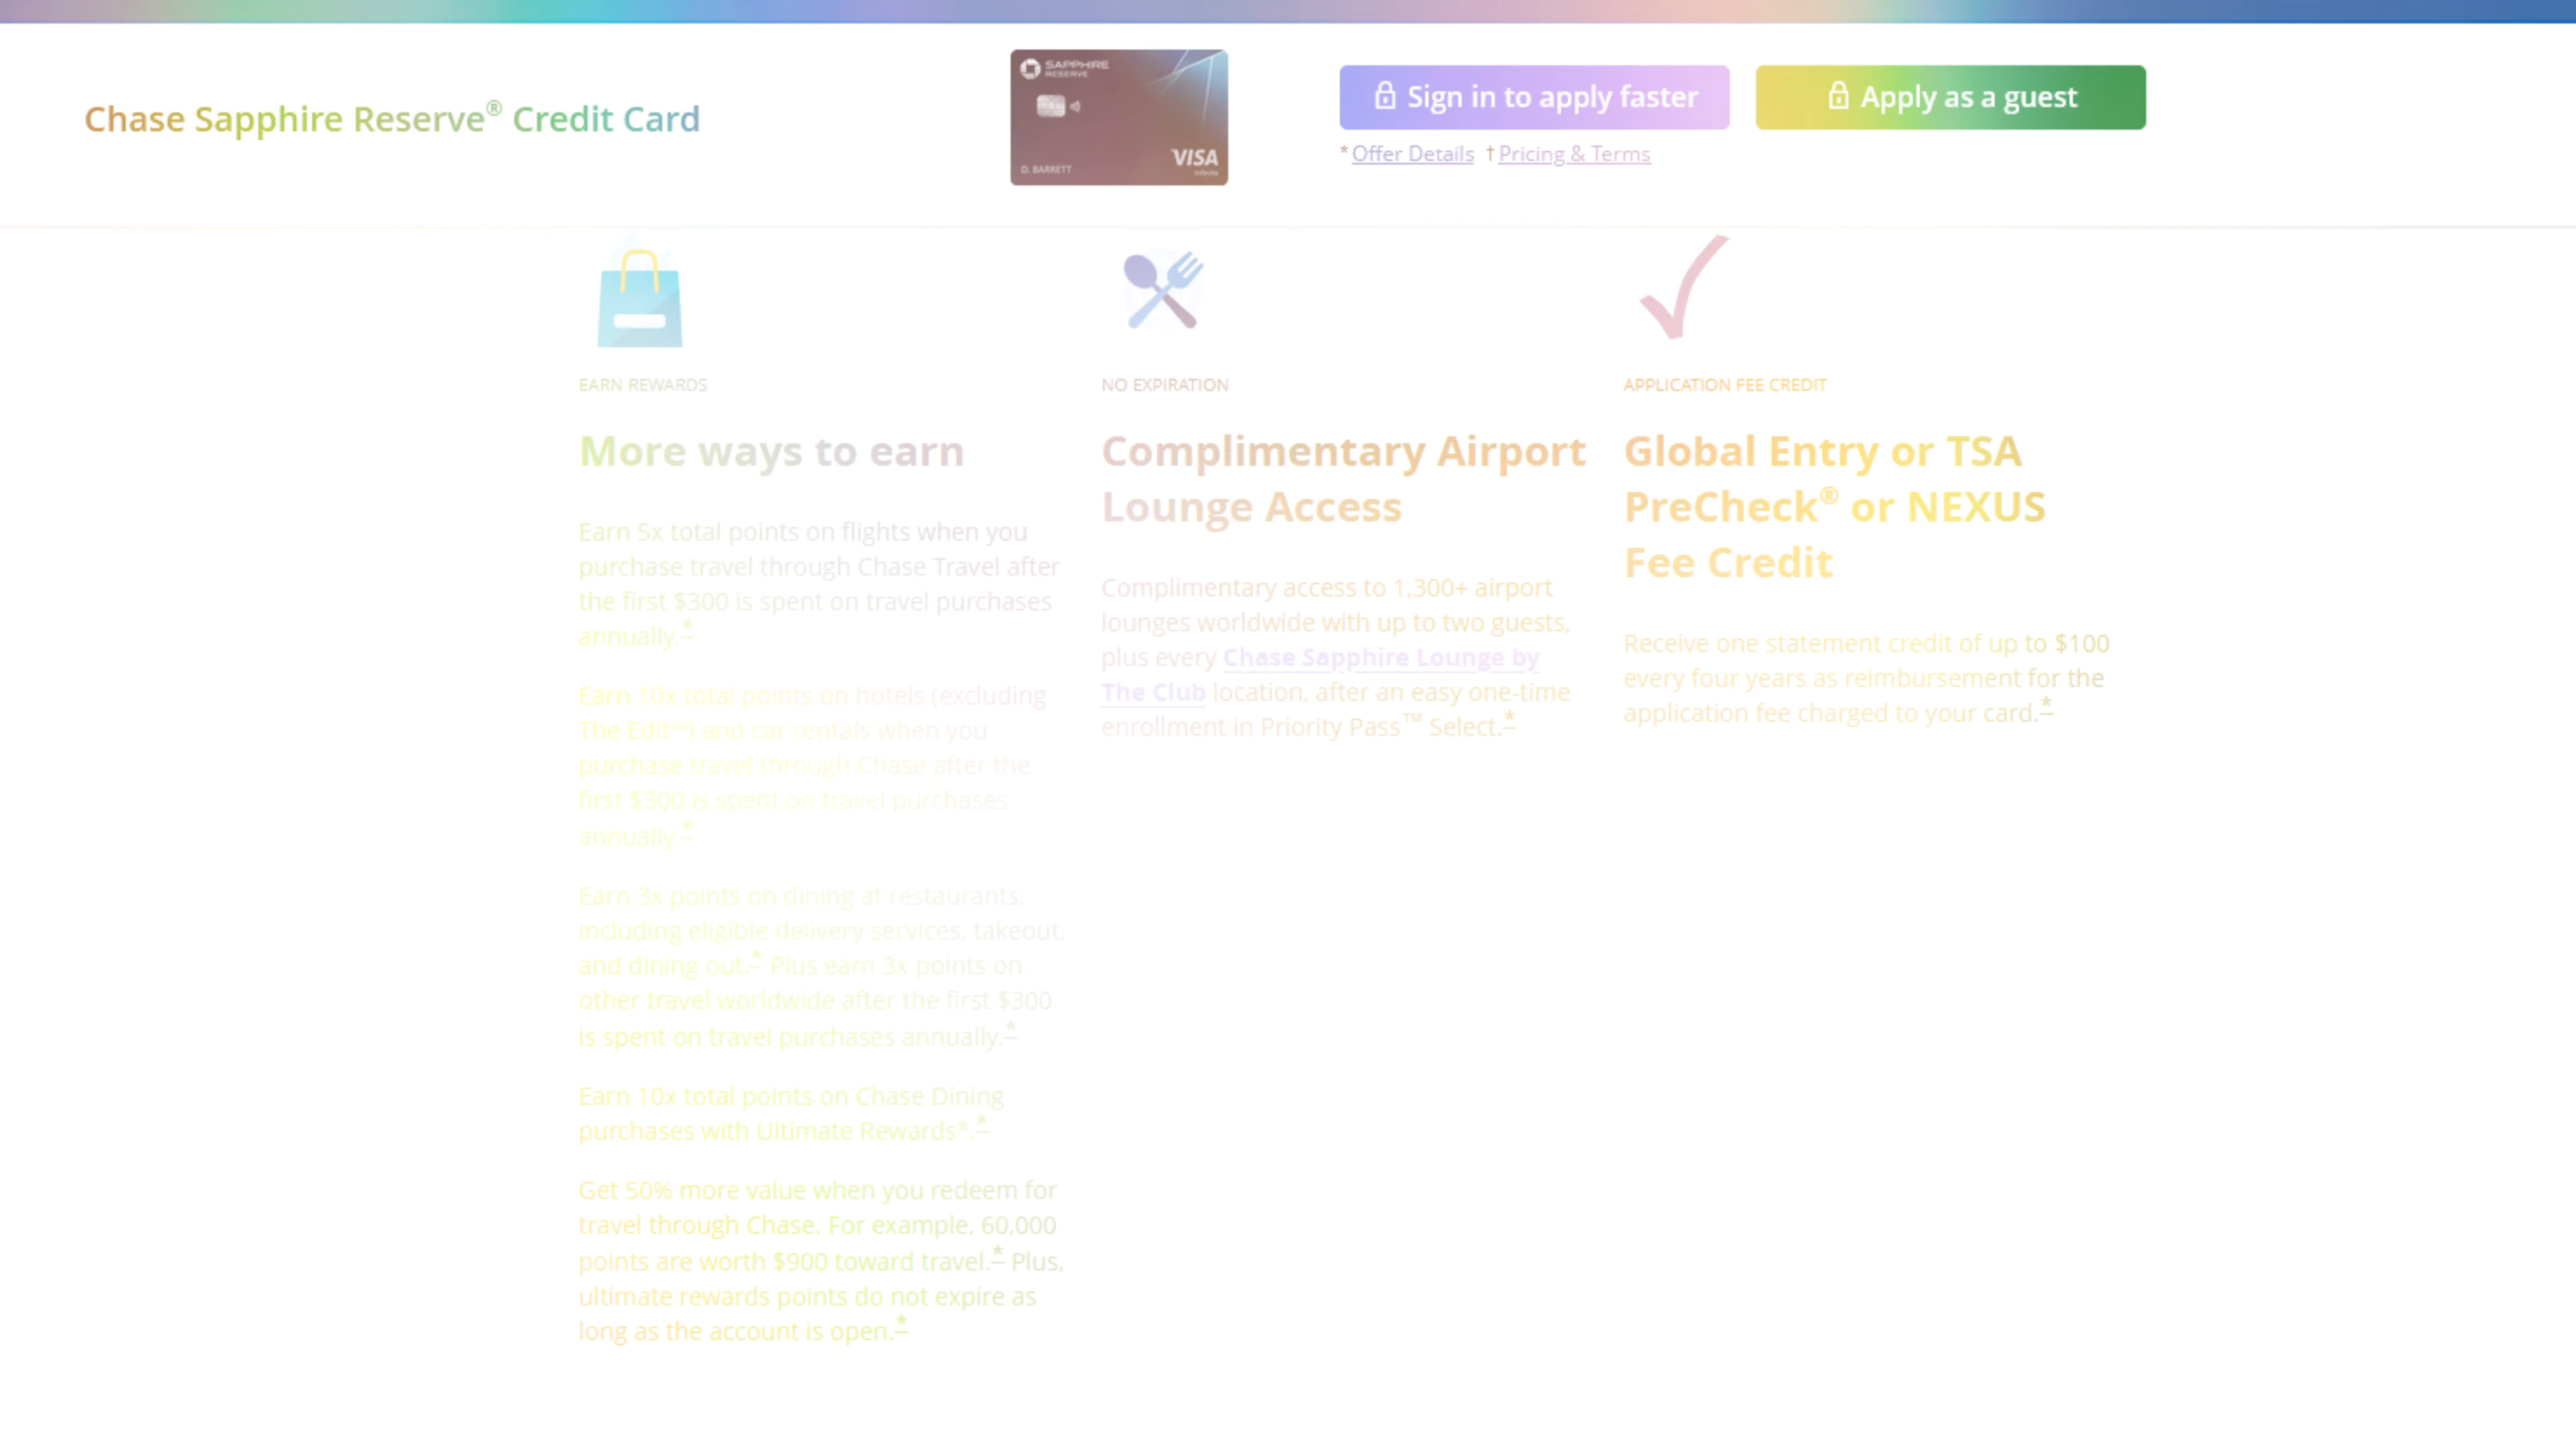 Chase Sapphire Reserve® Credit Card
SAPPHIRE
RESERVE
D. BARRETT
VISA
Infinite
Sign in to apply faster
Apply as a guest
*Offer Details †Pricing & Terms
EARN REWARDS
More ways to earn
Earn 5x total points on flights when you
purchase travel through Chase Travel after
the first $300 is spent on travel purchases
annually.*
Earn 10x total points on hotels (excluding
The Edit℠) and car rentals when you
purchase travel through Chase after the
first $300 is spent on travel purchases
annually.*
Earn 3x points on dining at restaurants,
including eligible delivery services, takeout,
and dining out.* Plus earn 3x points on
other travel worldwide after the first $300
is spent on travel purchases annually.*
Earn 10x total points on Chase Dining
purchases with Ultimate Rewards®.*
Get 50% more value when you redeem for
travel through Chase. For example, 60,000
points are worth $900 toward travel.* Plus,
ultimate rewards points do not expire as
long as the account is open.*
NO EXPIRATION
Complimentary Airport
Lounge Access
Complimentary access to 1,300+ airport
lounges worldwide with up to two guests,
plus every Chase Sapphire Lounge by
The Club location, after an easy one-time
enrollment in Priority Pass™ Select.*
APPLICATION FEE CREDIT
Global Entry or TSA
PreCheck® or NEXUS
Fee Credit
Receive one statement credit of up to $100
every four years as reimbursement for the
application fee charged to your card.*